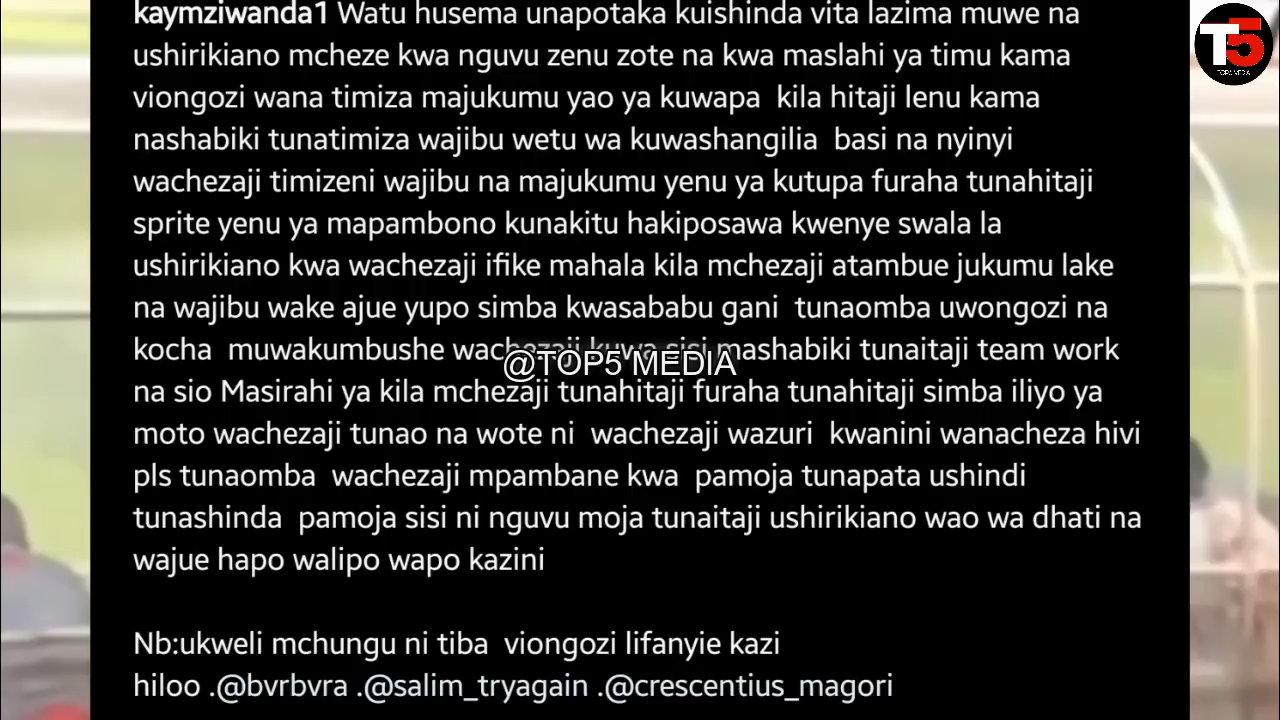 kaymziwanda1 Watu husema unapotaka kuishinda vita lazima muwe na
ushirikiano mcheze kwa nguvu zenu zote na kwa maslahi ya timu kama
viongozi wana timiza majukumu yao ya kuwapa kila hitaji lenu kama
nashabiki tunatimiza wajibu wetu wa kuwashangilia basi na nyinyi
wachezaji timizeni wajibu na majukumu yenu ya kutupa furaha tunahitaji
sprite yenu ya mapambono kunakitu hakiposawa kwenye swala la
ushirikiano kwa wachezaji ifike mahala kila mchezaji atambue jukumu lake
na wajibu wake ajue yupo simba kwasababu gani tunaomba uwongozi na
kocha muwakumbushe wachezaji kuwa sisi mashabiki tunaitaji team work
@TOP5 MEDIA
na sio Masirahi ya kila mchezaji tunahitaji furaha tunahitaji simba iliyo ya
moto wachezaji tunao na wote ni wachezaji wazuri kwanini wanacheza hivi
pls tunaomba wachezaji mpambane kwa pamoja tunapata ushindi
tunashinda pamoja sisi ni nguvu moja tunaitaji ushirikiano wao wa dhati na
wajue hapo walipo wapo kazini
Nb:ukweli mchungu ni tiba viongozi lifanyie kazi
hiloo .@bvrbvra .@salim_tryagain .@crescentius_magori
T5